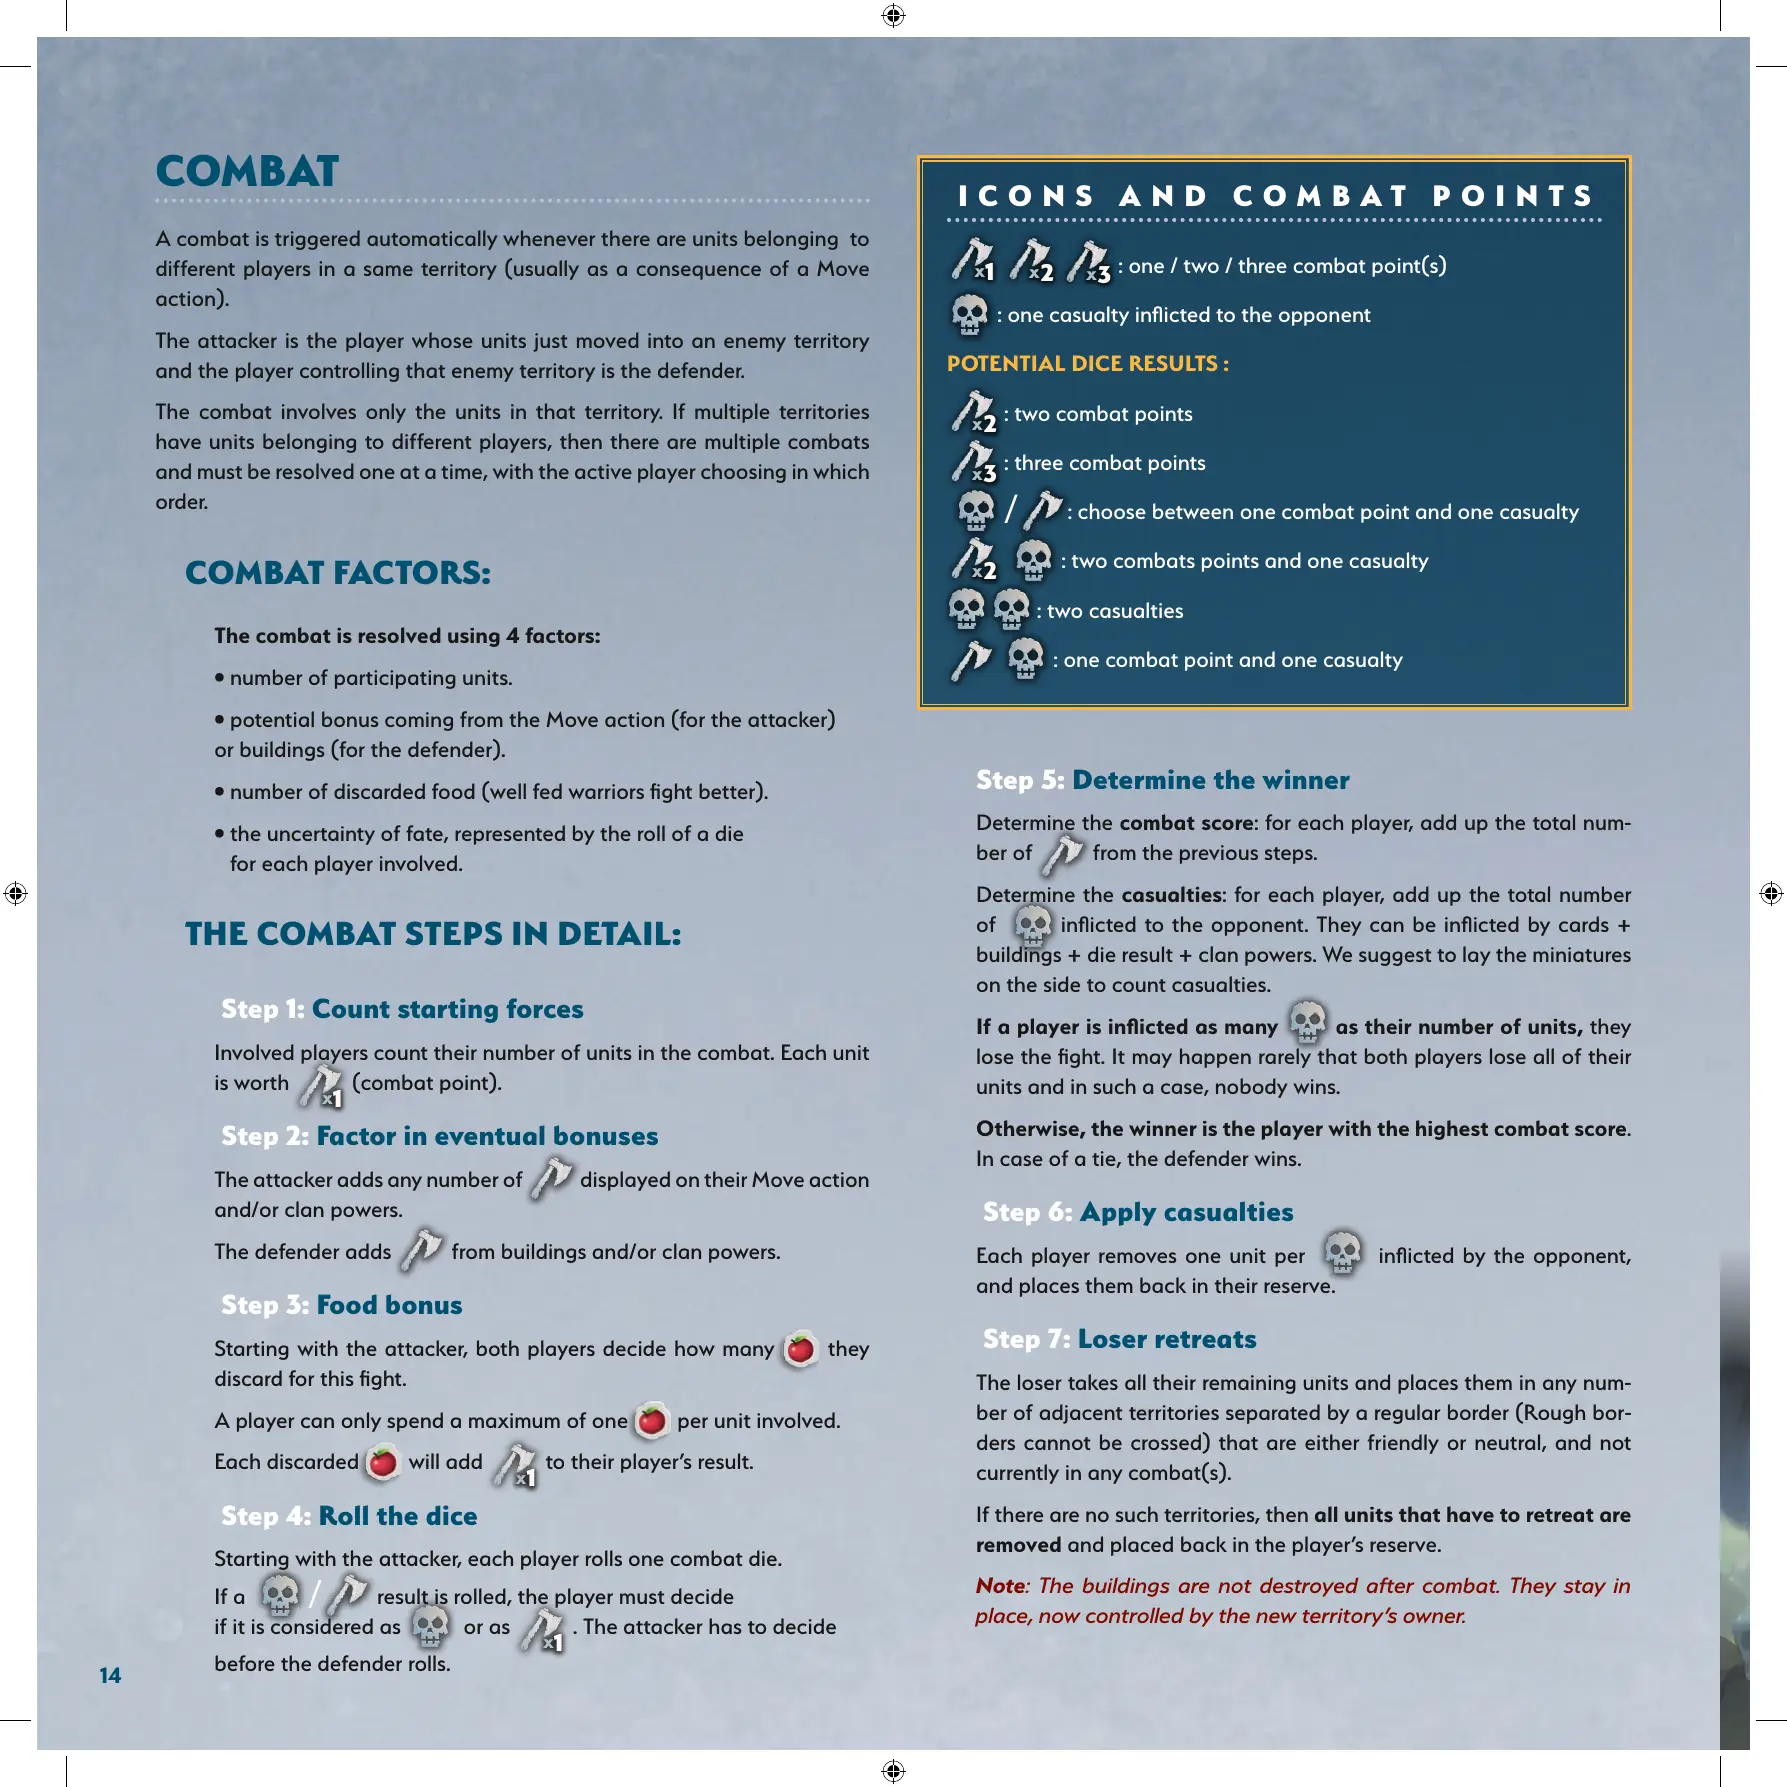 COMBAT
A combat is triggered automatically whenever there are units belonging to
different players in a same territory (usually as a consequence of a Move
action).
The attacker is the player whose units just moved into an enemy territory
and the player controlling that enemy territory is the defender.
The combat involves only the units in that territory. If multiple territories
have units belonging to different players, then there are multiple combats
and must be resolved one at a time, with the active player choosing in which
order.
COMBAT FACTORS:
The combat is resolved using 4 factors:
• number of participating units.
• potential bonus coming from the Move action (for the attacker)
or buildings (for the defender).
• number of discarded food (well fed warriors fight better).
• the uncertainty of fate, represented by the roll of a die
for each player involved.
THE COMBAT STEPS IN DETAIL:
Step 1: Count starting forces
Involved players count their number of units in the combat. Each unit
is worth x1 (combat point).
Step 2: Factor in eventual bonuses
The attacker adds any number of displayed on their Move action
and/or clan powers.
The defender adds from buildings and/or clan powers.
Step 3: Food bonus
Starting with the attacker, both players decide how many they
discard for this fight.
A player can only spend a maximum of one per unit involved.
Each discarded will add x1 to their player's result.
Step 4: Roll the dice
Starting with the attacker, each player rolls one combat die.
If a / result is rolled, the player must decide
if it is considered as or as x1 . The attacker has to decide
before the defender rolls.
14
ICONS AND COMBAT POINTS
x1 x2 x3 : one / two / three combat point(s)
: one casualty inflicted to the opponent
POTENTIAL DICE RESULTS :
x2 : two combat points
x3 : three combat points
/ : choose between one combat point and one casualty
x2 : two combats points and one casualty
: two casualties
: one combat point and one casualty
Step 5: Determine the winner
Determine the combat score: for each player, add up the total num-
ber of from the previous steps.
Determine the casualties: for each player, add up the total number
of inflicted to the opponent. They can be inflicted by cards +
buildings + die result + clan powers. We suggest to lay the miniatures
on the side to count casualties.
If a player is inflicted as many as their number of units, they
lose the fight. It may happen rarely that both players lose all of their
units and in such a case, nobody wins.
Otherwise, the winner is the player with the highest combat score.
In case of a tie, the defender wins.
Step 6: Apply casualties
Each player removes one unit per inflicted by the opponent,
and places them back in their reserve.
Step 7: Loser retreats
The loser takes all their remaining units and places them in any num-
ber of adjacent territories separated by a regular border (Rough bor-
ders cannot be crossed) that are either friendly or neutral, and not
currently in any combat(s).
If there are no such territories, then all units that have to retreat are
removed and placed back in the player's reserve.
Note: The buildings are not destroyed after combat. They stay in
place, now controlled by the new territory's owner.